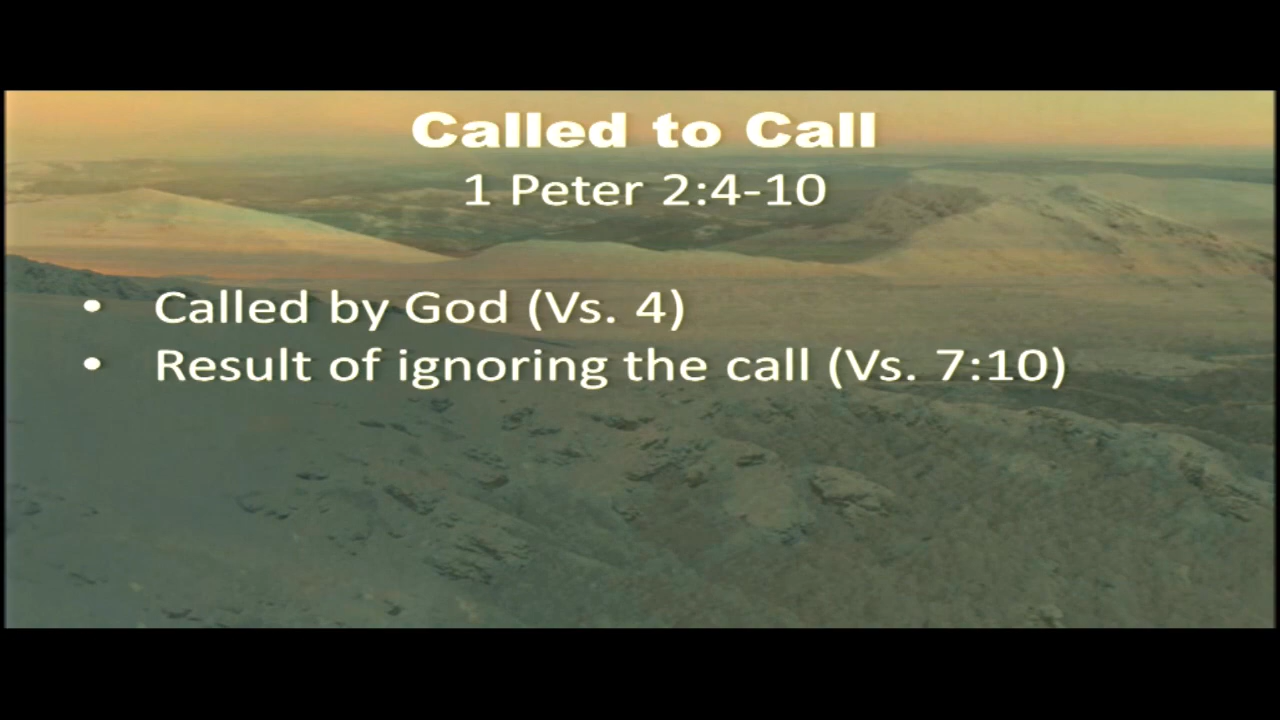 Called to Call
1 Peter 2:4-10
• Called by God (Vs. 4)
• Result of ignoring the call (Vs. 7:10)